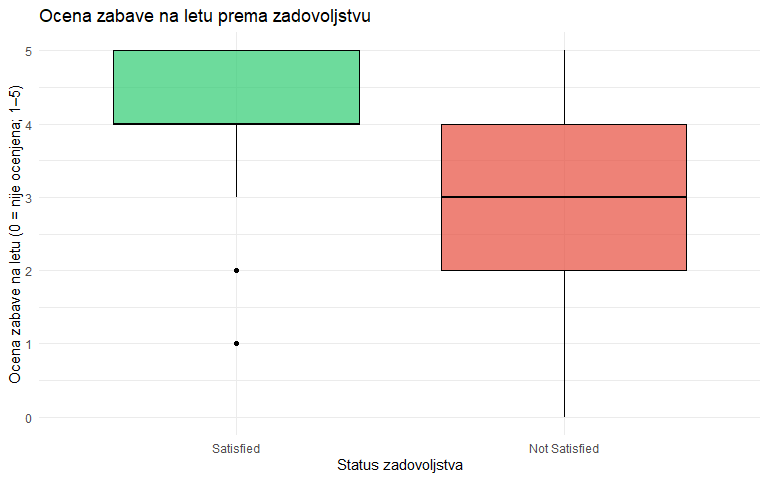 Ocena zabave na letu prema zadovoljstvu
Ocena zabave na letu (0 = nije ocenjena; 1–5)
5
4
3
2
1
0
Satisfied
Not Satisfied
Status zadovoljstva